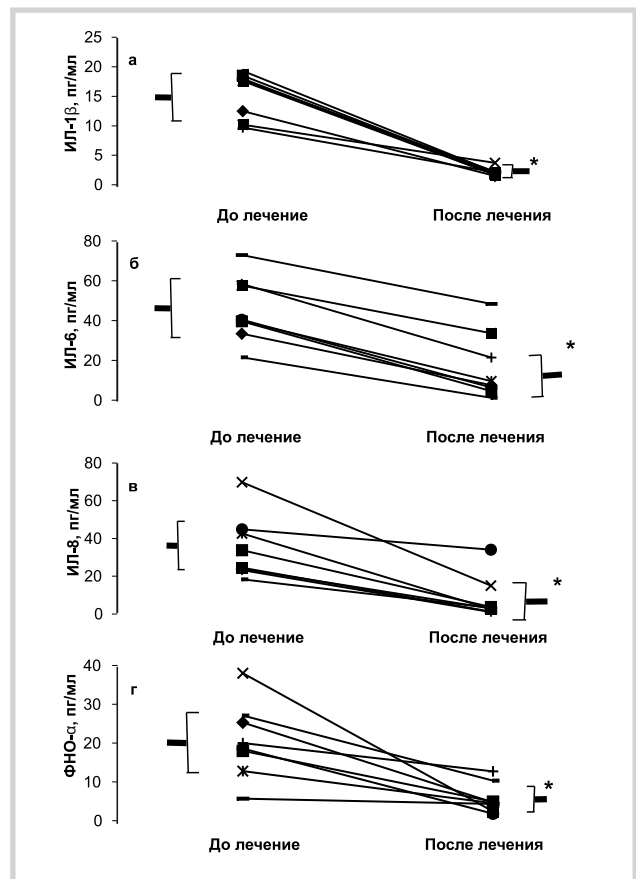 25
20
15
10
5
0
ИЛ-1β, пг/мл
а
*
До лечение
После лечения
80
60
40
20
0
ИЛ-6, пг/мл
б
*
До лечение
После лечения
80
60
40
20
0
ИЛ-8, пг/мл
в
*
До лечение
После лечения
40
30
20
10
0
ФНО-α, пг/мл
г
*
До лечение
После лечения